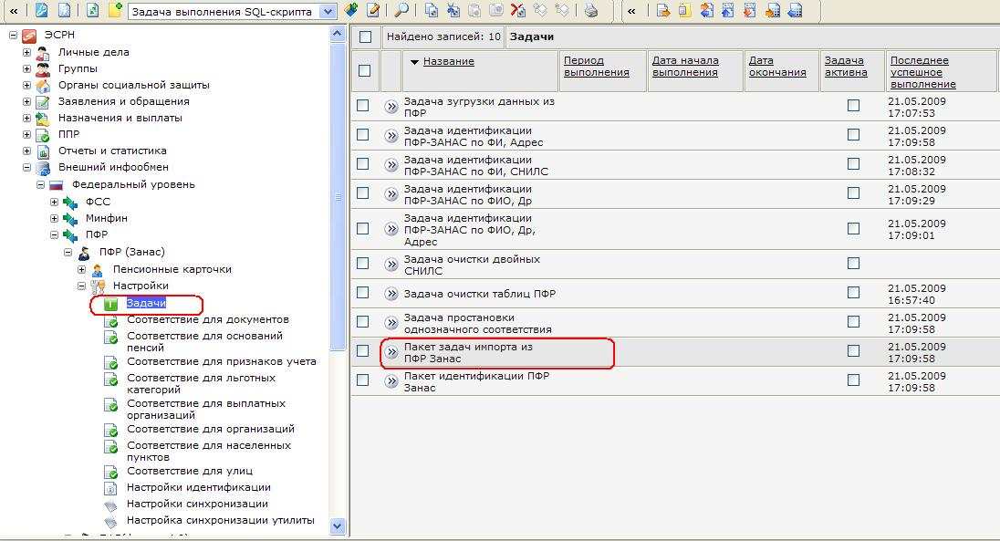 Задача выполнения SQL-скрипта
ЭСРН
Личные дела
Группы
Органы социальной защиты
Заявления и обращения
Назначения и выплаты
ППР
Отчеты и статистика
Внешний инфообмен
Федеральный уровень
ФСС
Минфин
ПФР
ПФР (Занас)
Пенсионные карточки
Настройки
Задачи
Соответствие для документов
Соответствие для оснований
пенсий
Соответствие для признаков учета
Соответствие для льготных
категорий
Соответствие для выплатных
организаций
Соответствие для организаций
Соответствие для населенных
пунктов
Соответствие для улиц
Настройки идентификации
Настройки синхронизации
Настройка синхронизации утилиты
Найдено записей: 10 Задачи
Название
Период
выполнения
Дата начала
выполнения
Дата
окончания
Задача
активна
Последнее
успешное
выполнение
Задача зугрузки данных из
ПФР
21.05.2009
17:07:53
Задача идентификации
ПФР-ЗАНАС по ФИ, Адрес
21.05.2009
17:09:58
Задача идентификации
ПФР-ЗАНАС по ФИ, СНИЛС
21.05.2009
17:08:32
Задача идентификации
ПФР-ЗАНАС по ФИО, Др
21.05.2009
17:09:29
Задача идентификации
ПФР-ЗАНАС по ФИО, Др,
Адрес
21.05.2009
17:09:01
Задача очистки двойных
СНИЛС
Задача очистки таблиц ПФР
21.05.2009
16:57:40
Задача простановки
однозначного соответствия
21.05.2009
17:09:58
Пакет задач импорта из
ПФР Занас
21.05.2009
17:09:58
Пакет идентификации ПФР
Занас
21.05.2009
17:09:58